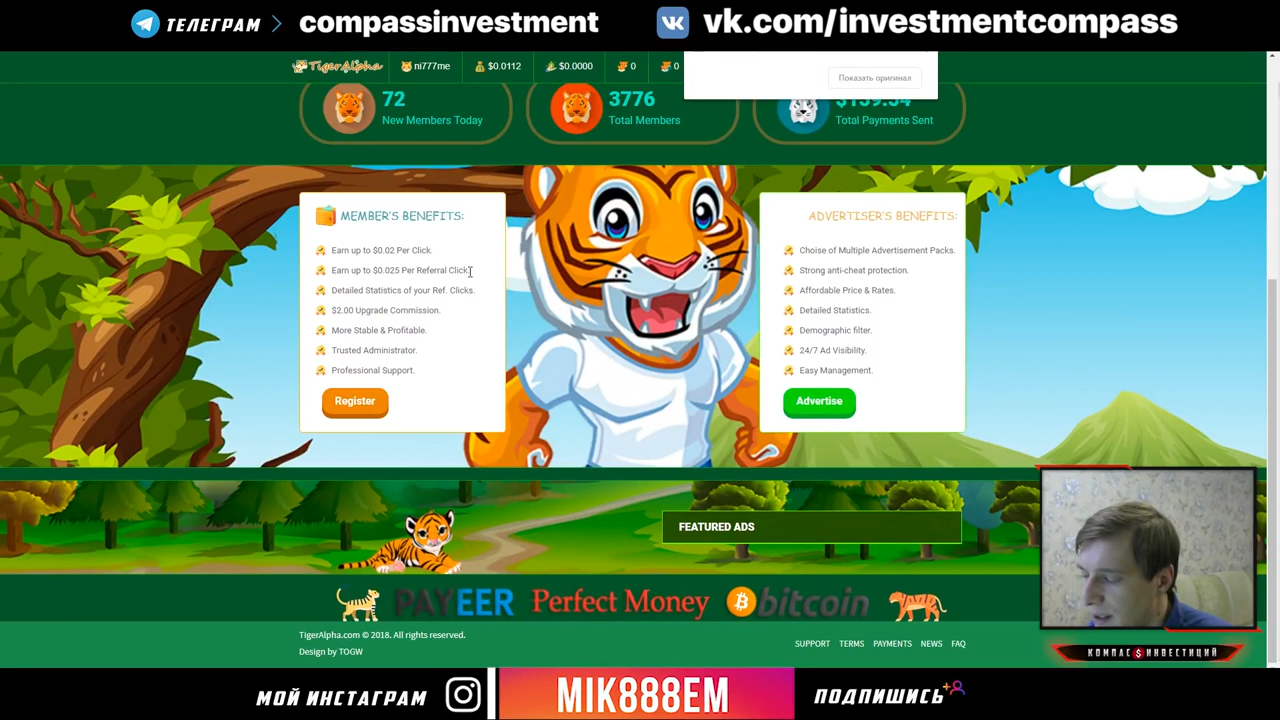 ТЕЛЕГРАМ compassinvestment vk.com/investmentcompass
TigerAlpha ni777me $0.0112 $0.0000 0 0
Показать оригинал
72
New Members Today
3776
Total Members
$159.54
Total Payments Sent
MEMBER'S BENEFITS:
Earn up to $0.02 Per Click.
Earn up to $0.025 Per Referral Click
Detailed Statistics of your Ref. Clicks.
$2.00 Upgrade Commission.
More Stable & Profitable.
Trusted Administrator.
Professional Support.
Register
ADVERTISER'S BENEFITS:
Choise of Multiple Advertisement Packs.
Strong anti-cheat protection.
Affordable Price & Rates.
Detailed Statistics.
Demographic filter.
24/7 Ad Visibility.
Easy Management.
Advertise
FEATURED ADS
PAYEER Perfect Money bitcoin
TigerAlpha.com © 2018. All rights reserved.
Design by TOGW
SUPPORT TERMS PAYMENTS NEWS FAQ
КОМПАС $ ИНВЕСТИЦИЙ
МОЙ ИНСТАГРАМ MIK888EM ПОДПИШИСЬ